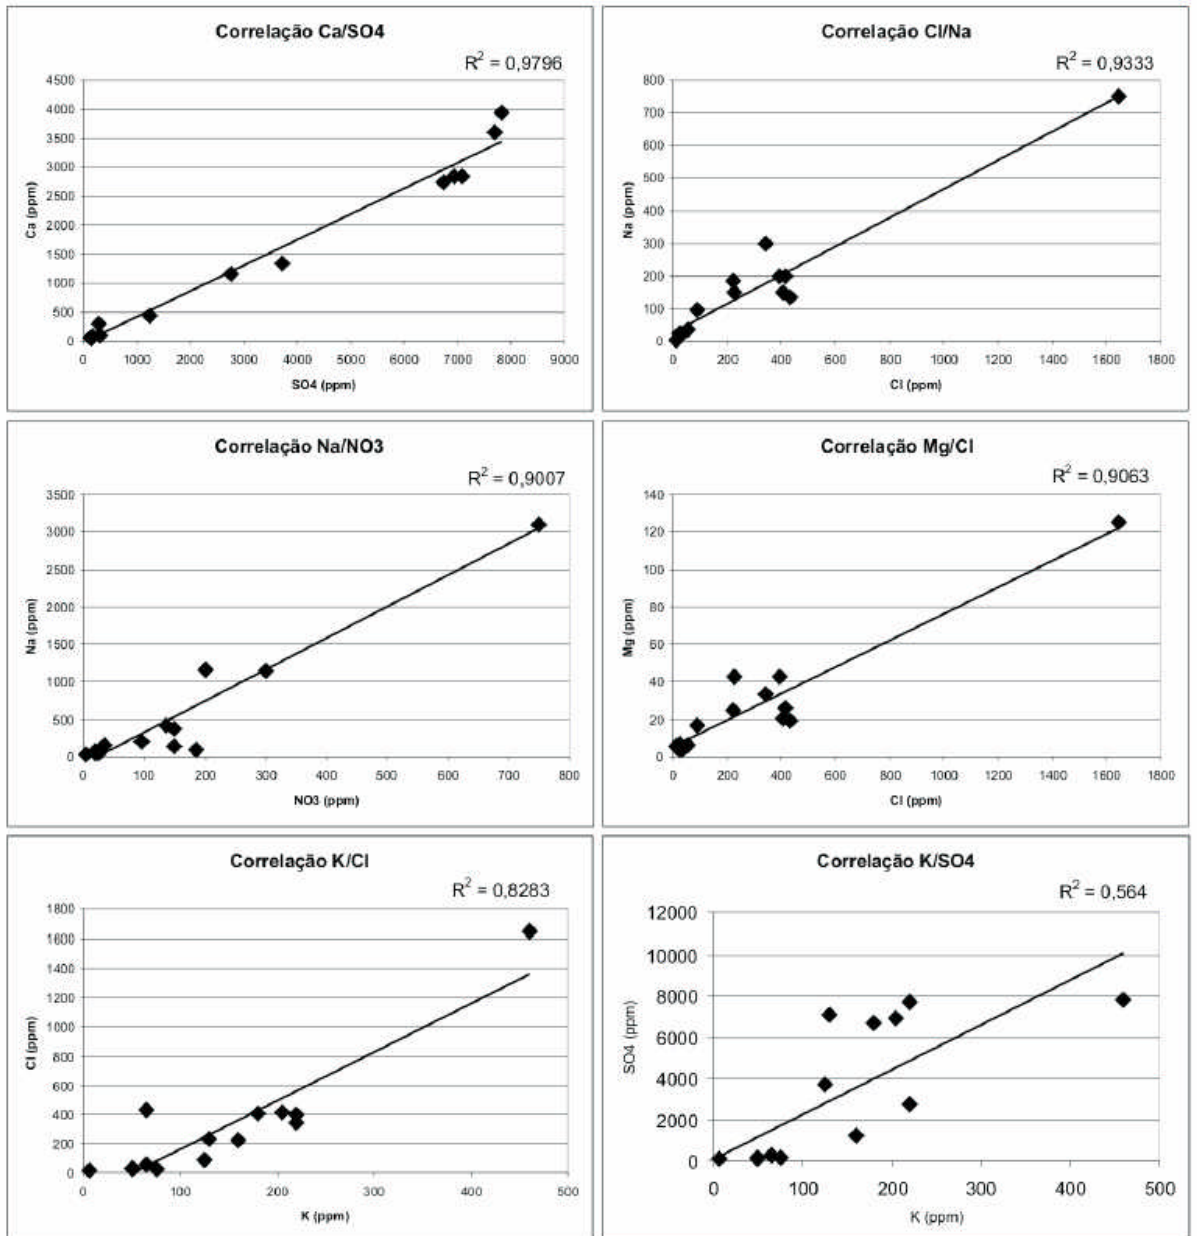 Correlação Ca/SO4
R² = 0,9796
4500
4000
3500
3000
2500
2000
1500
1000
500
0
Ca (ppm)
0 1000 2000 3000 4000 5000 6000 7000 8000 9000
SO4 (ppm)
Correlação Cl/Na
R² = 0,9333
800
700
600
500
400
300
200
100
0
Na (ppm)
0 200 400 600 800 1000 1200 1400 1600 1800
Cl (ppm)
Correlação Na/NO3
R² = 0,9007
3500
3000
2500
2000
1500
1000
500
0
Na (ppm)
0 100 200 300 400 500 600 700 800
NO3 (ppm)
Correlação Mg/Cl
R² = 0,9063
140
120
100
80
60
40
20
0
Mg (ppm)
0 200 400 600 800 1000 1200 1400 1600 1800
Cl (ppm)
Correlação K/Cl
R² = 0,8283
1800
1600
1400
1200
1000
800
600
400
200
0
Cl (ppm)
0 100 200 300 400 500
K (ppm)
Correlação K/SO4
R² = 0,564
12000
10000
8000
6000
4000
2000
0
SO4 (ppm)
0 100 200 300 400 500
K (ppm)